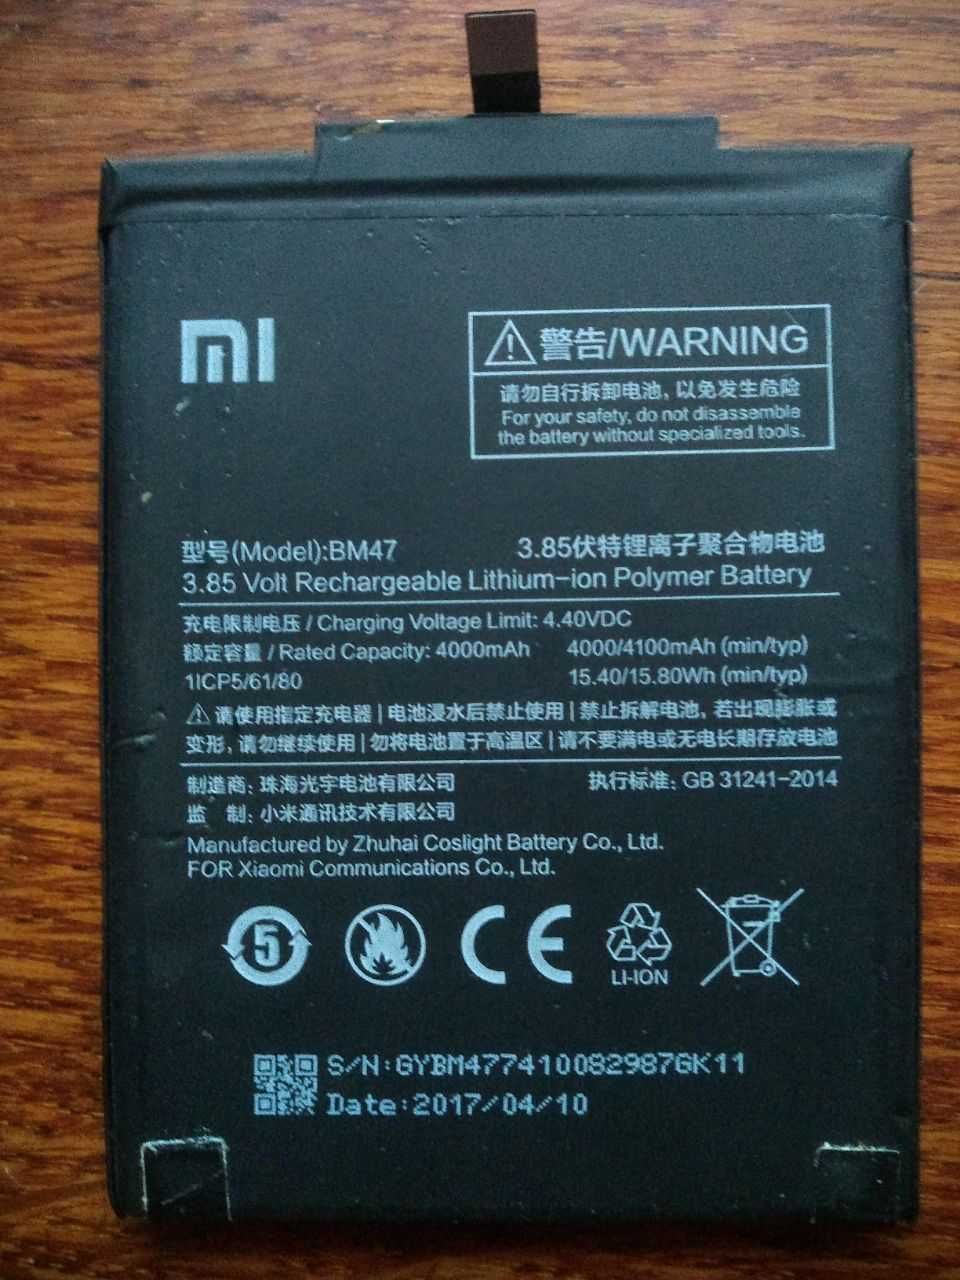 mi
警告/WARNING
请勿自行拆卸电池，以免发生危险
For your safety, do not disassemble
the battery without specialized tools.
型号(Model):BM47 3.85伏特锂离子聚合物电池
3.85 Volt Rechargeable Lithium-ion Polymer Battery
充电限制电压 / Charging Voltage Limit: 4.40VDC
额定容量 / Rated Capacity: 4000mAh 4000/4100mAh (min/typ)
1ICP5/61/80 15.40/15.80Wh (min/typ)
请使用指定充电器 | 电池浸水后禁止使用 | 禁止拆解电池，若出现膨胀或
变形，请勿继续使用 | 勿将电池置于高温区 | 请不要满电或无电长期存放电池
制造商：珠海光宇电池有限公司 执行标准：GB 31241-2014
监 制：小米通讯技术有限公司
Manufactured by Zhuhai Coslight Battery Co., Ltd.
FOR Xiaomi Communications Co., Ltd.
5 CE LI-ION
S/N:GYBM47741008298​7GK11
Date:2017/04/10